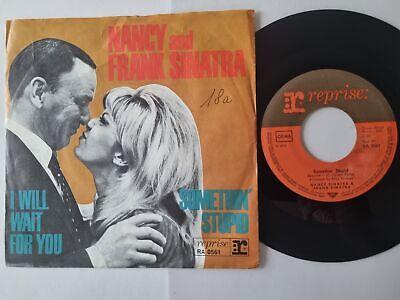 NANCY and
FRANK SINATRA
18a
I WILL
WAIT
FOR YOU
SOMETHIN'
STUPID
reprise:
RA 0561
reprise:
GEMA
Somethin' Stupid
NANCY SINATRA &
FRANK SINATRA